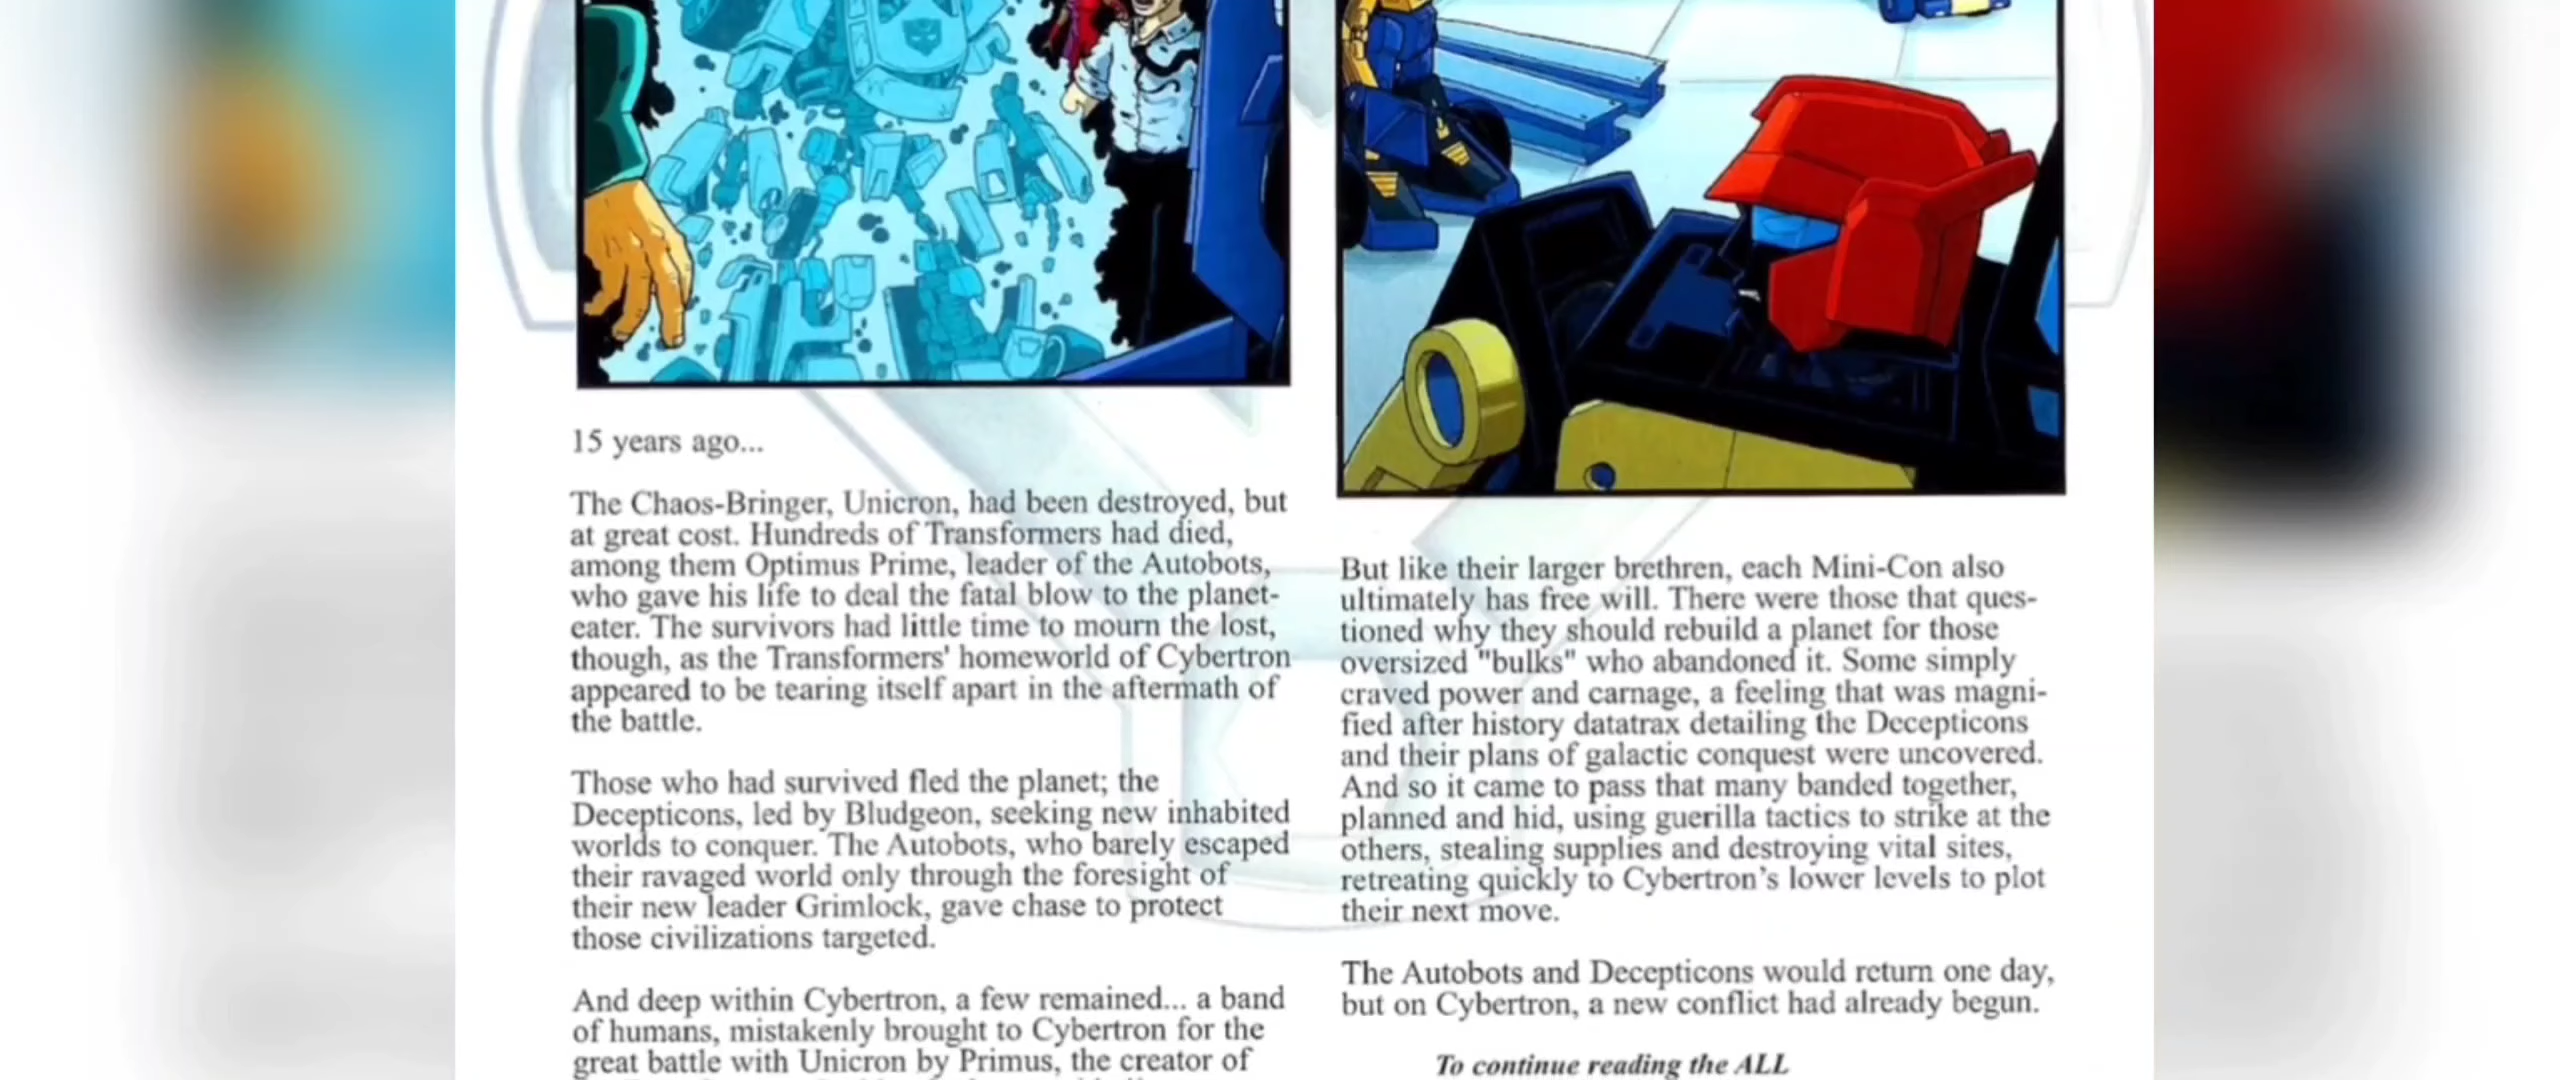 15 years ago...
The Chaos-Bringer, Unicron, had been destroyed, but
at great cost. Hundreds of Transformers had died,
among them Optimus Prime, leader of the Autobots,
who gave his life to deal the fatal blow to the planet-
eater. The survivors had little time to mourn the lost,
though, as the Transformers' homeworld of Cybertron
appeared to be tearing itself apart in the aftermath of
the battle.
Those who had survived fled the planet; the
Decepticons, led by Bludgeon, seeking new inhabited
worlds to conquer. The Autobots, who barely escaped
their ravaged world only through the foresight of
their new leader Grimlock, gave chase to protect
those civilizations targeted.
And deep within Cybertron, a few remained... a band
of humans, mistakenly brought to Cybertron for the
great battle with Unicron by Primus, the creator of
But like their larger brethren, each Mini-Con also
ultimately has free will. There were those that ques-
tioned why they should rebuild a planet for those
oversized "bulks" who abandoned it. Some simply
craved power and carnage, a feeling that was magni-
fied after history datatrax detailing the Decepticons
and their plans of galactic conquest were uncovered.
And so it came to pass that many banded together,
planned and hid, using guerilla tactics to strike at the
others, stealing supplies and destroying vital sites,
retreating quickly to Cybertron's lower levels to plot
their next move.
The Autobots and Decepticons would return one day,
but on Cybertron, a new conflict had already begun.
To continue reading the ALL